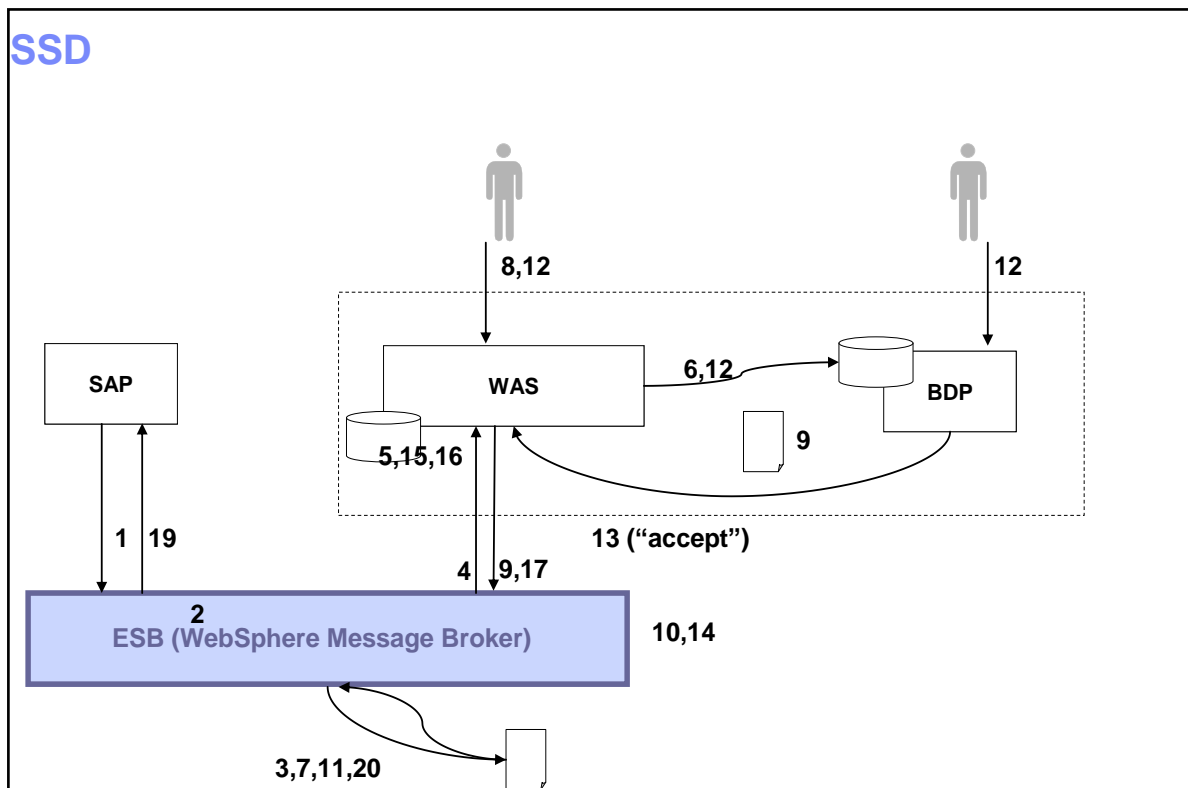 SSD
8,12
12
SAP
WAS
6,12
BDP
9
5,15,16
13 (“accept”)
1
19
4
9,17
2
ESB (WebSphere Message Broker)
10,14
3,7,11,20